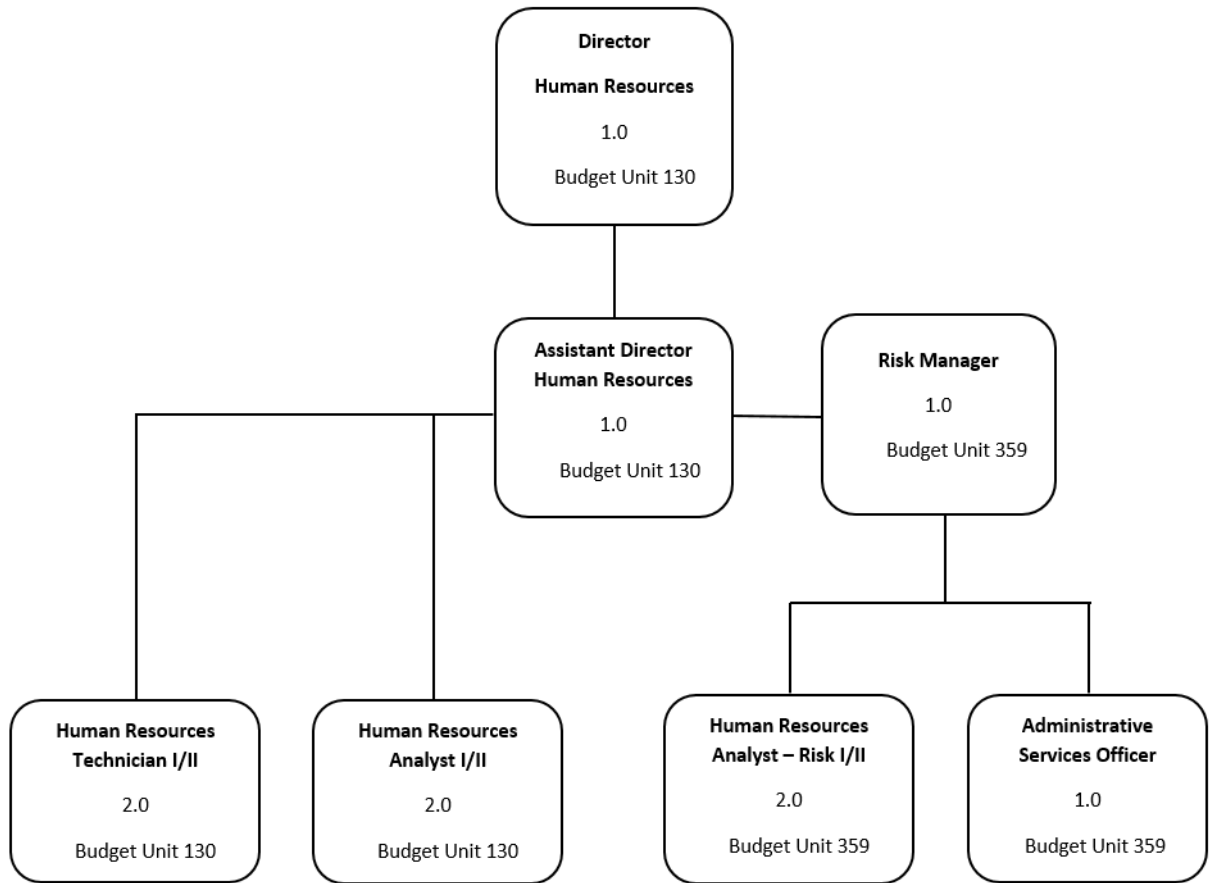 Director
Human Resources
1.0
Budget Unit 130
Assistant Director
Human Resources
1.0
Budget Unit 130
Risk Manager
1.0
Budget Unit 359
Human Resources
Technician I/II
2.0
Budget Unit 130
Human Resources
Analyst I/II
2.0
Budget Unit 130
Human Resources
Analyst – Risk I/II
2.0
Budget Unit 359
Administrative
Services Officer
1.0
Budget Unit 359